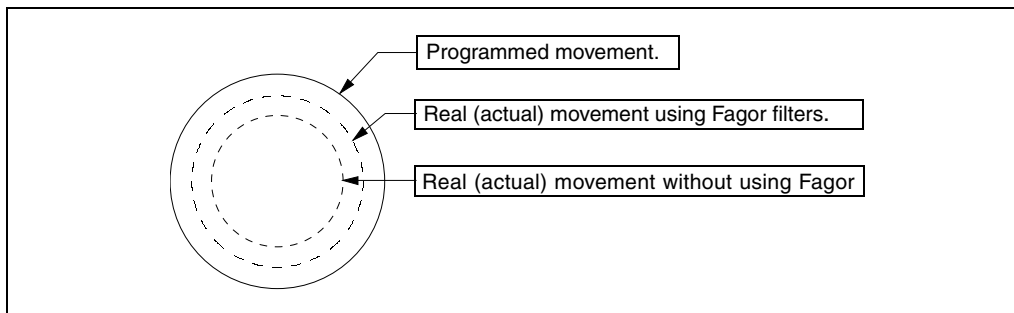 Programmed movement.
Real (actual) movement using Fagor filters.
Real (actual) movement without using Fagor